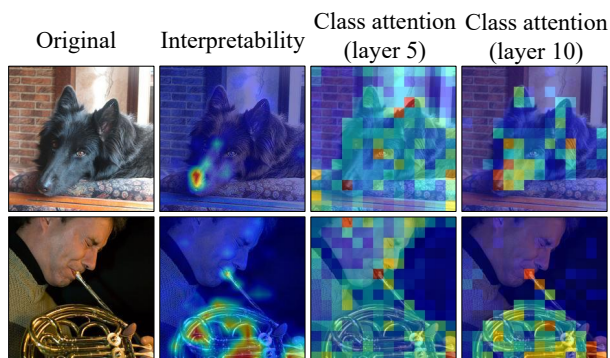 Original
Interpretability
Class attention
(layer 5)
Class attention
(layer 10)